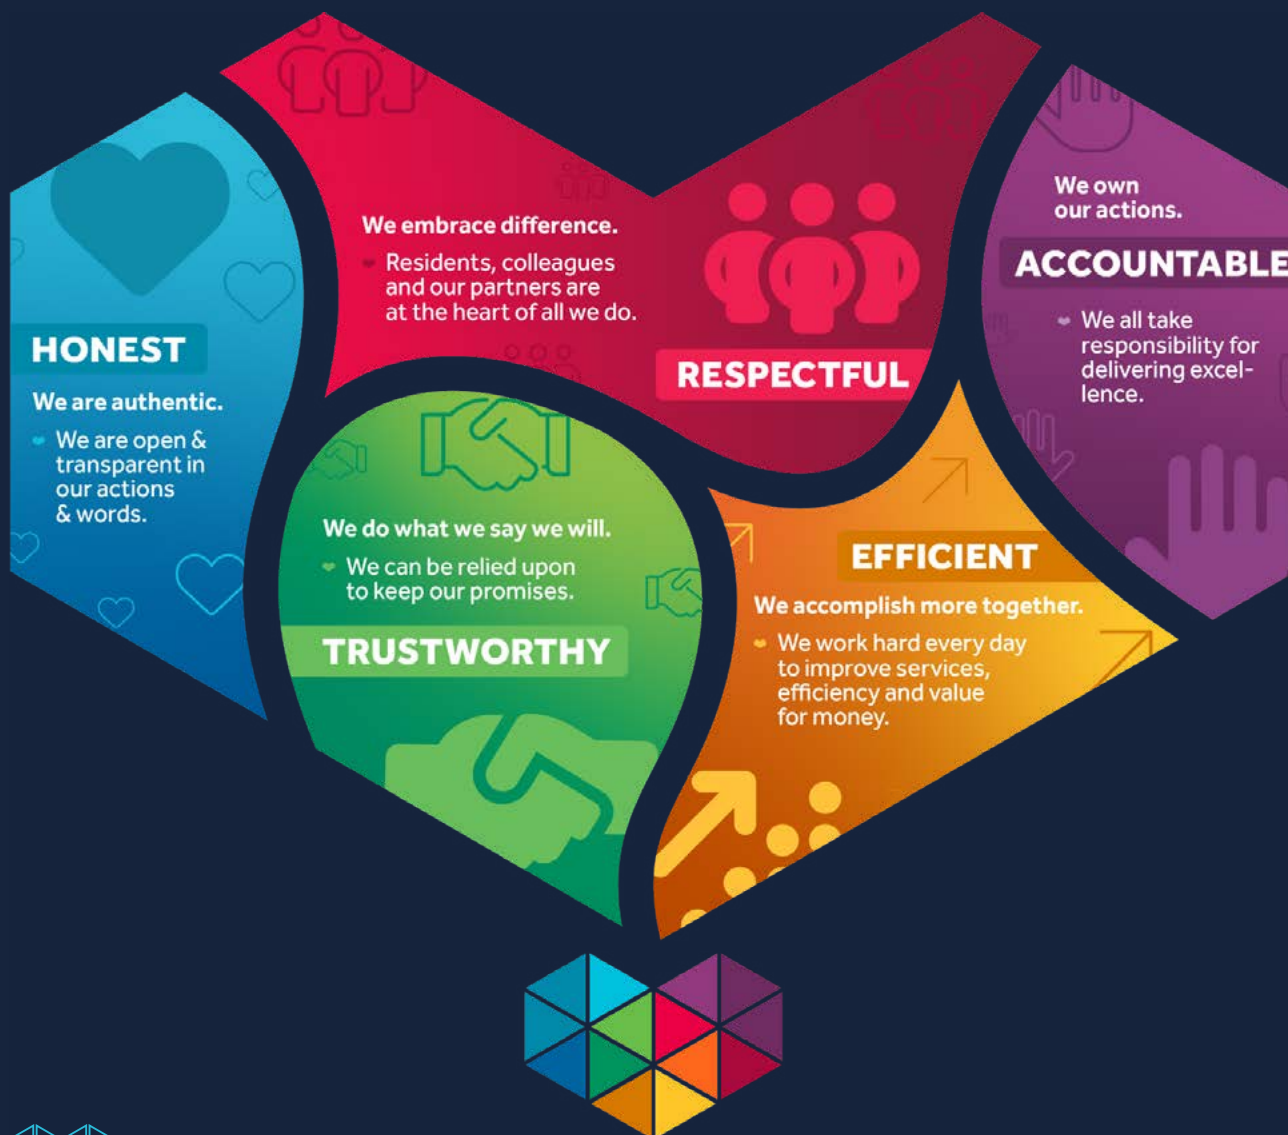 HONEST
We are authentic.
We are open &
transparent in
our actions
& words.
We embrace difference.
Residents, colleagues
and our partners are
at the heart of all we do.
RESPECTFUL
We own
our actions.
ACCOUNTABLE
We all take
responsibility for
delivering excel-
lence.
We do what we say we will.
We can be relied upon
to keep our promises.
TRUSTWORTHY
EFFICIENT
We accomplish more together.
We work hard every day
to improve services,
efficiency and value
for money.